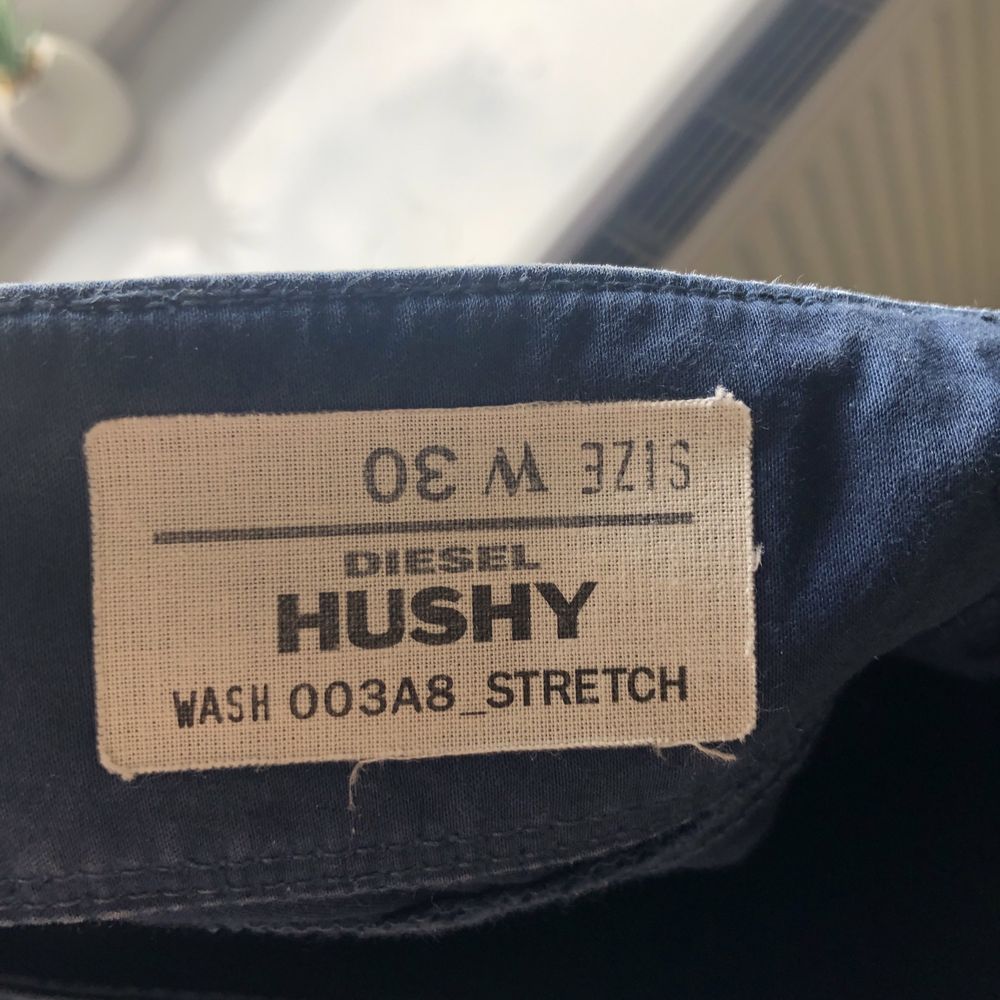 SIZE W 30
DIESEL
HUSHY
WASH 003A8_STRETCH